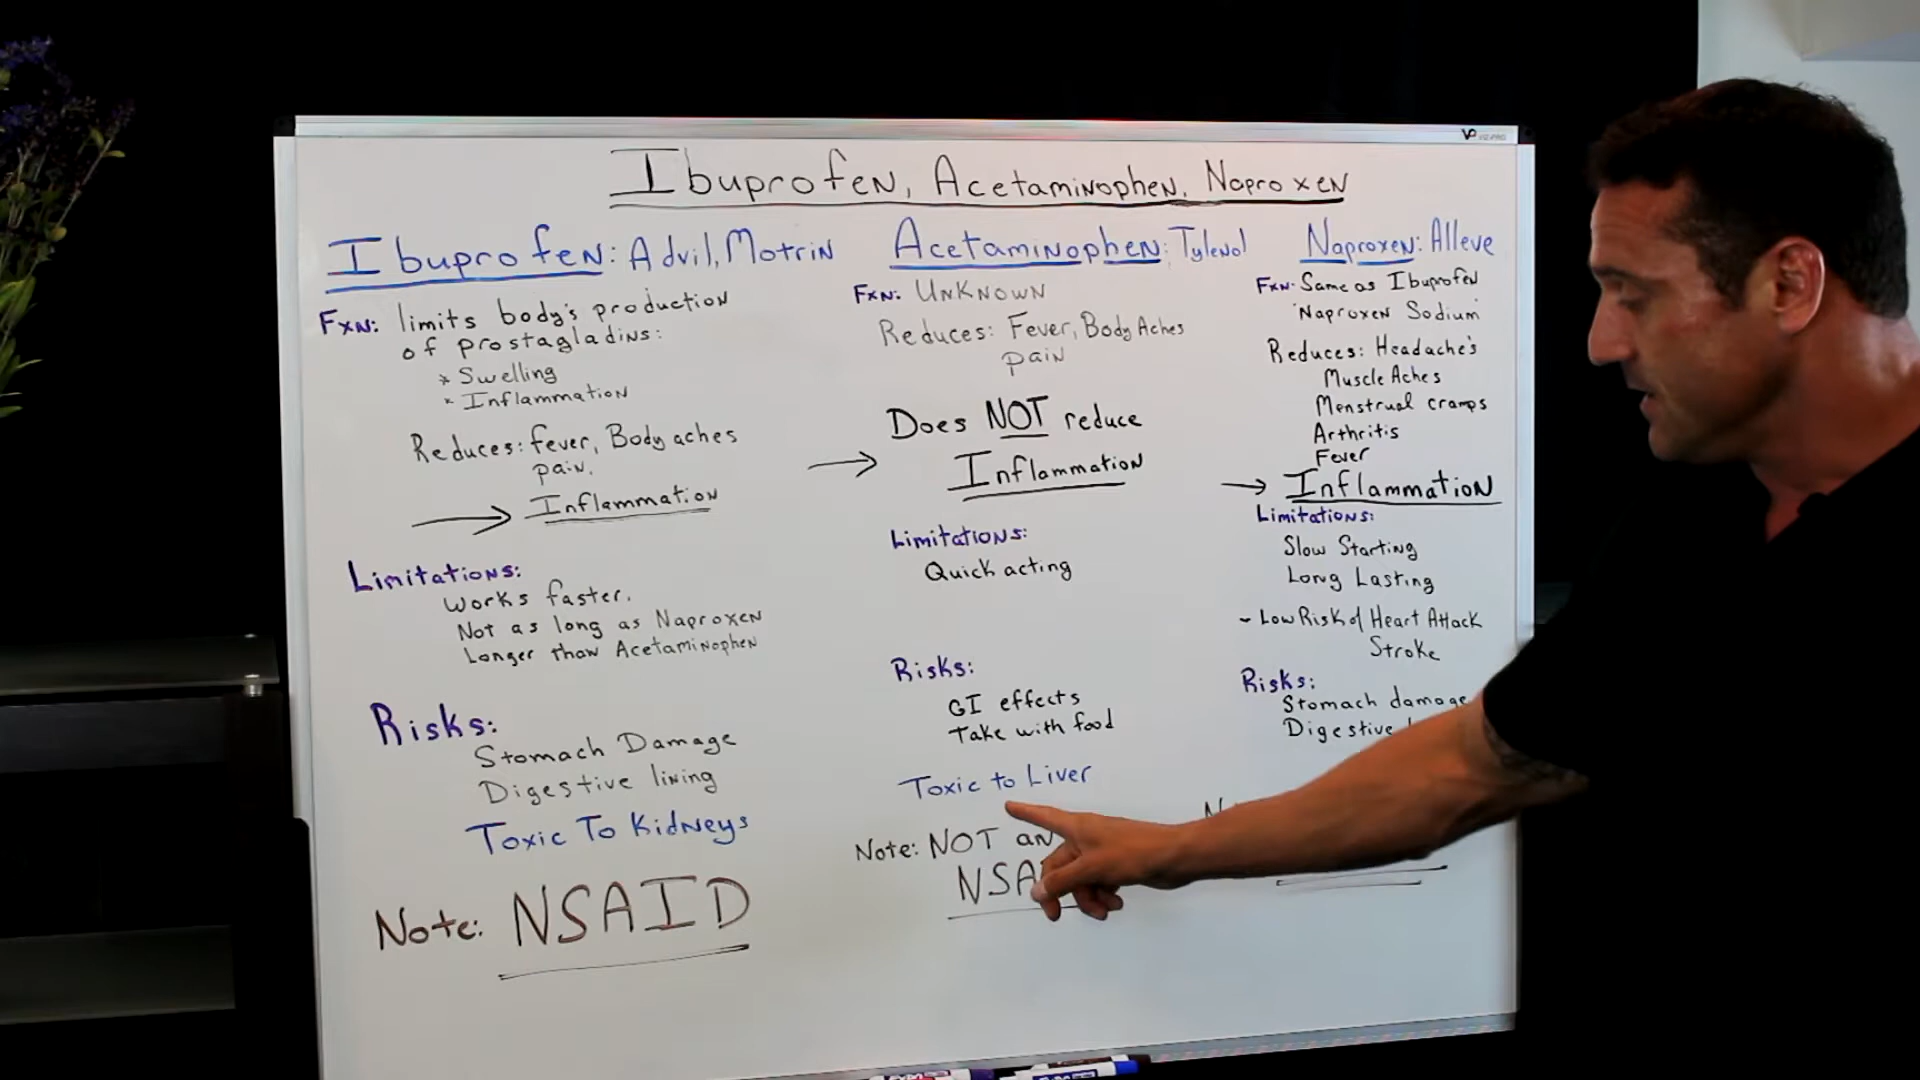 Ibuprofen, Acetaminophen, Naproxen
Ibuprofen: Advil, Motrin
Fxn: limits body's production
of prostagladins:
* Swelling
* Inflammation
Reduces: fever, Body aches
pain.
→ Inflammation
Limitations:
Works faster.
Not as long as Naproxen
Longer than Acetaminophen
Risks:
Stomach Damage
Digestive lining
Toxic To Kidneys
Note: NSAID
Acetaminophen: Tylenol
Fxn: Unknown
Reduces: Fever, Body Aches
pain
Does NOT reduce
→ Inflammation
Limitations:
Quick acting
Risks:
GI effects
Take with food
Toxic to Liver
Note: NOT an
NSA
Naproxen: Alleve
Fxn: Same as Ibuprofen
'Naproxen Sodium'
Reduces: Headache's
Muscle Aches
Menstrual cramps
Arthritis
Fever
→ Inflammation
Limitations:
Slow Starting
Long Lasting
- Low Risk of Heart Attack
Stroke
Risks:
Stomach damage
Digestive